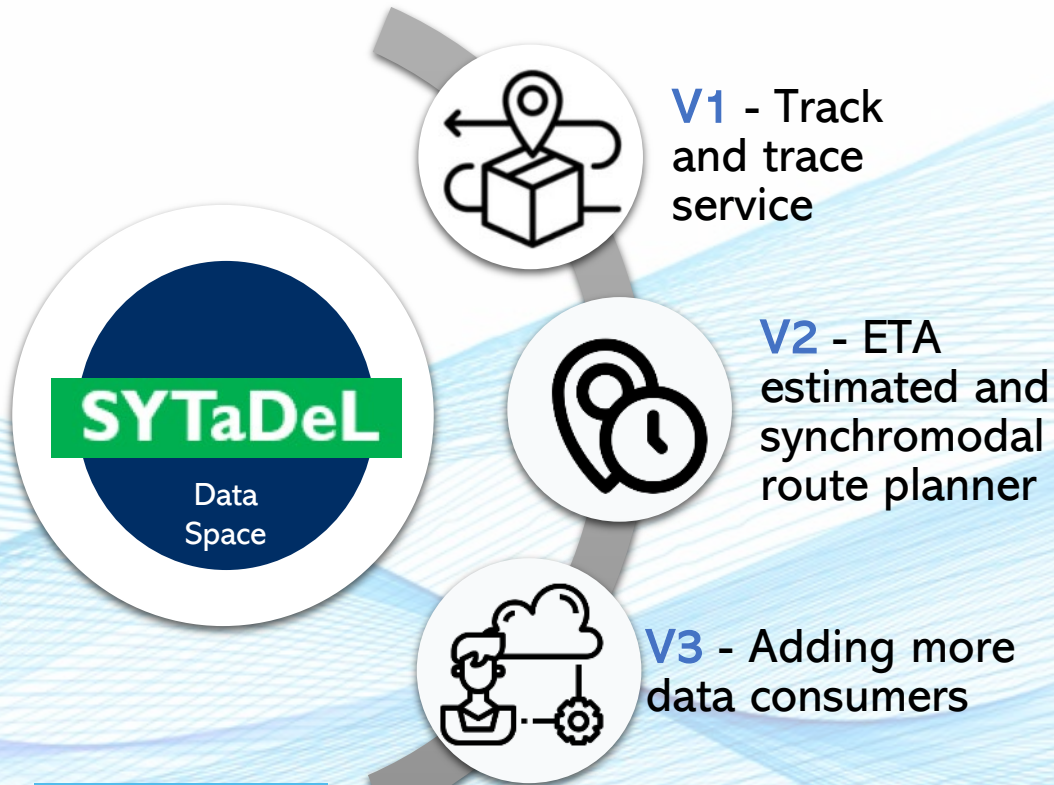 SYTaDeL
Data
Space
V1 - Track
and trace
service
V2 - ETA
estimated and
synchromodal
route planner
V3 - Adding more
data consumers